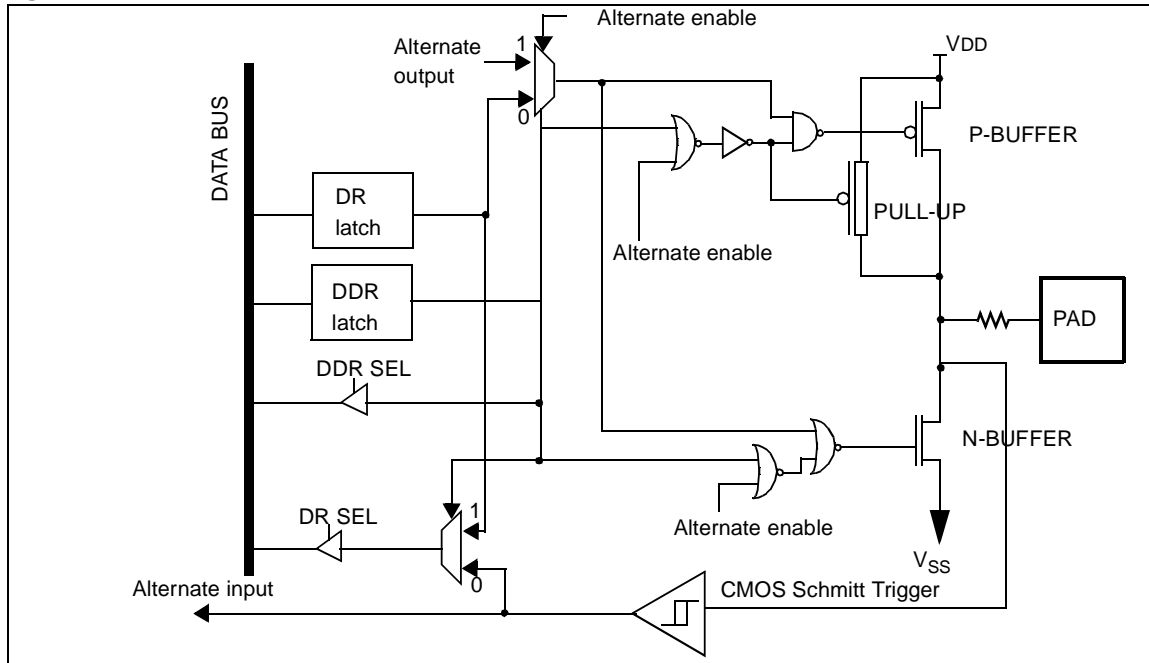 Alternate enable
1
Alternate
output
0
VDD
DATA BUS
P-BUFFER
DR
latch
PULL-UP
Alternate enable
DDR
latch
PAD
DDR SEL
N-BUFFER
1
DR SEL
Alternate enable
0
VSS
Alternate input
CMOS Schmitt Trigger